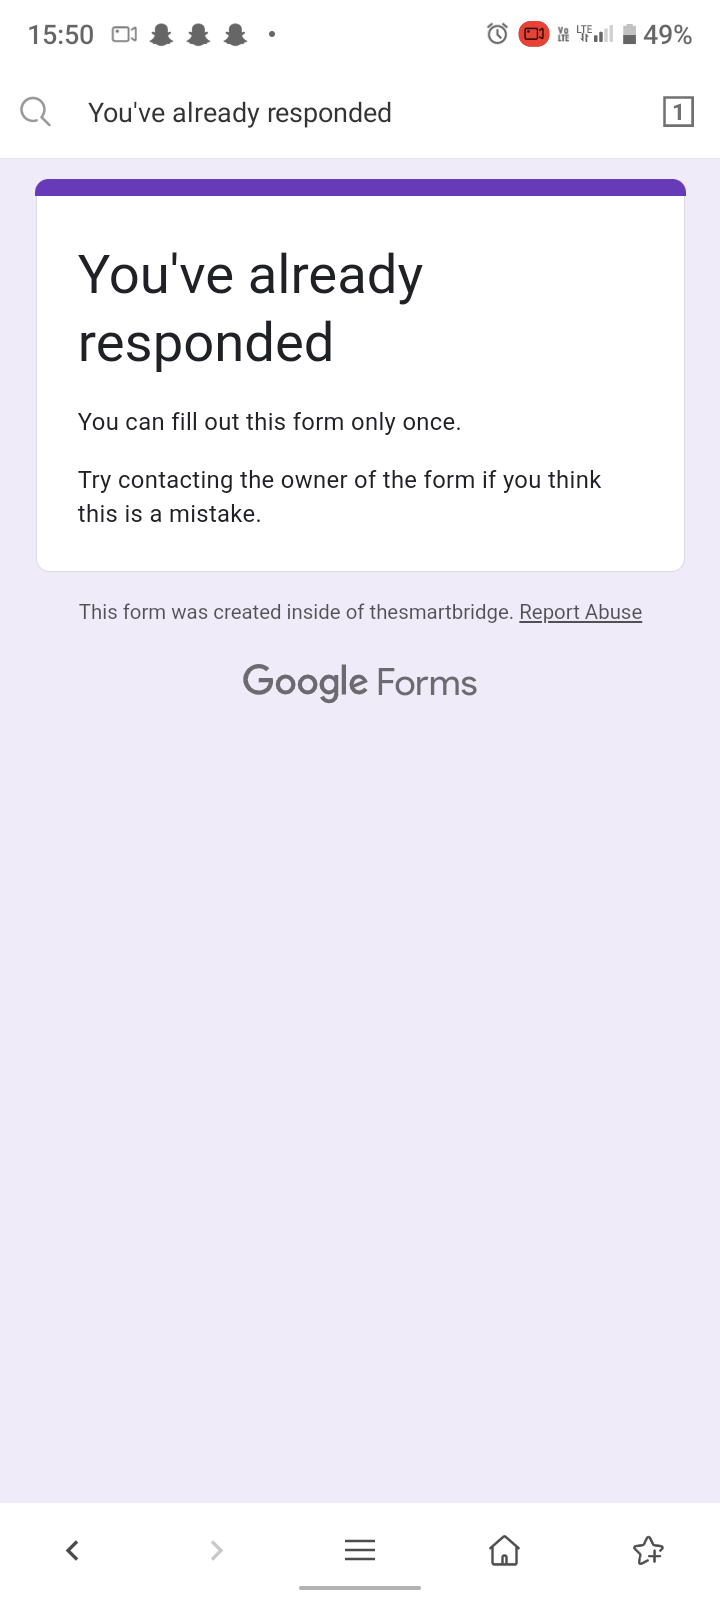 15:50
LTE
49%
You've already responded
1
You've already
responded
You can fill out this form only once.
Try contacting the owner of the form if you think
this is a mistake.
This form was created inside of thesmartbridge. Report Abuse
Google Forms